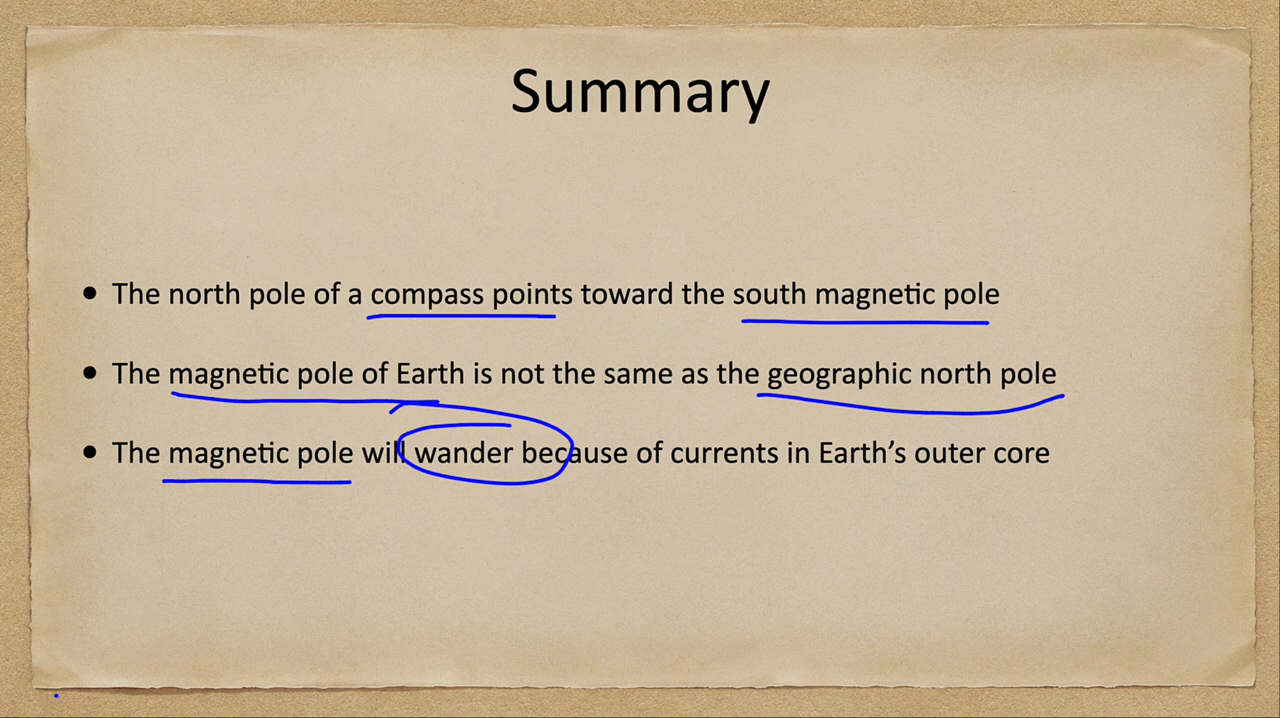 Summary
• The north pole of a compass points toward the south magnetic pole
• The magnetic pole of Earth is not the same as the geographic north pole
• The magnetic pole will wander because of currents in Earth’s outer core